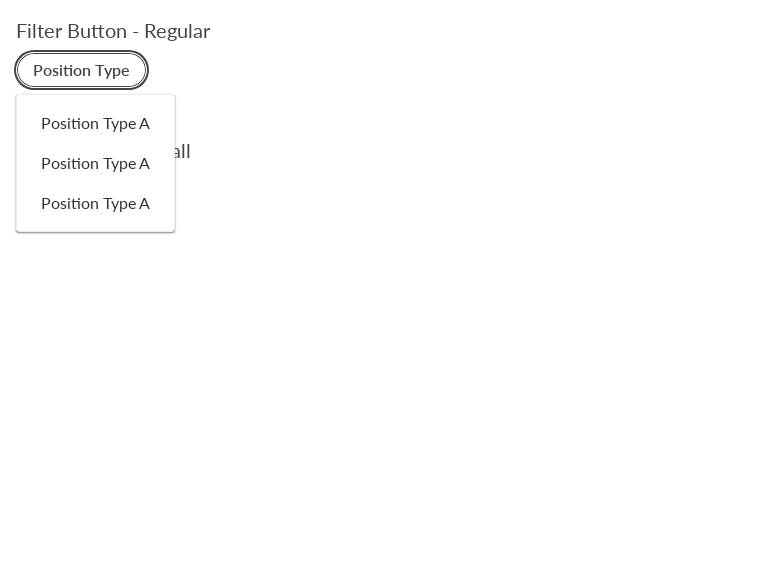 Filter Button - Regular
Position Type
Position Type A
all
Position Type A
Position Type A